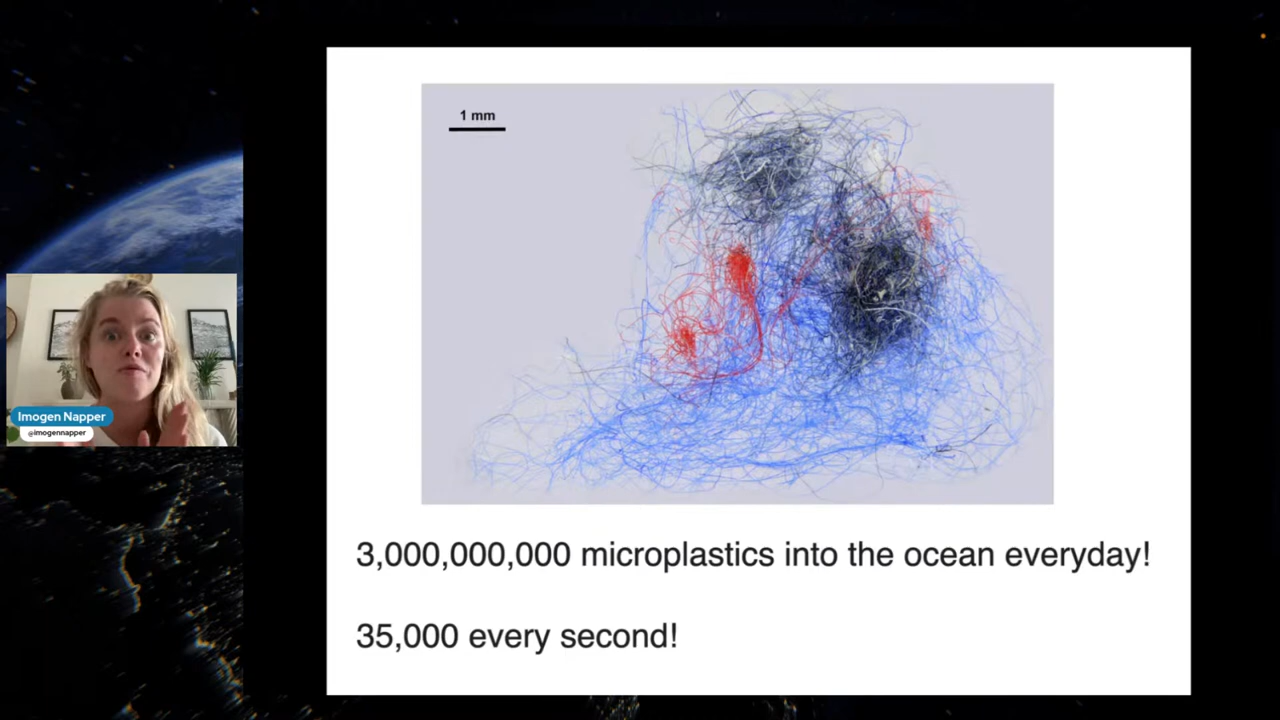 1 mm
Imogen Napper
@imogennapper
3,000,000,000 microplastics into the ocean everyday!
35,000 every second!